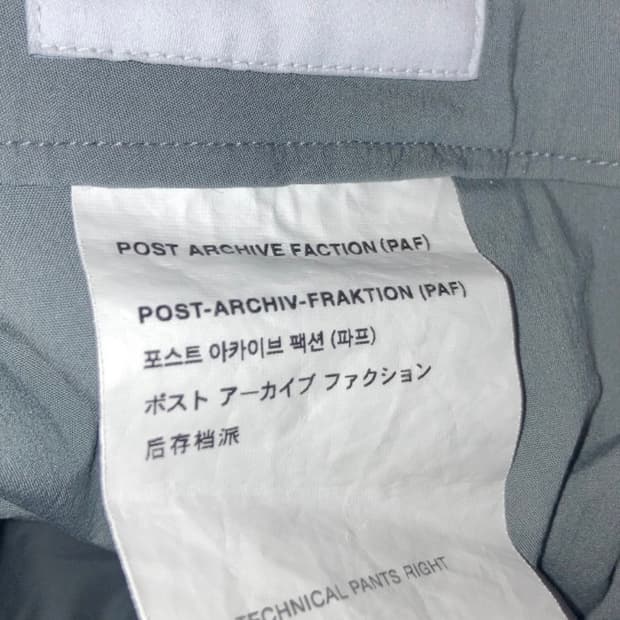 POST ARCHIVE FACTION (PAF)
POST-ARCHIV-FRAKTION (PAF)
포스트 아카이브 팩션 (파프)
ポスト アーカイブ ファクション
后存档派
TECHNICAL PANTS RIGHT